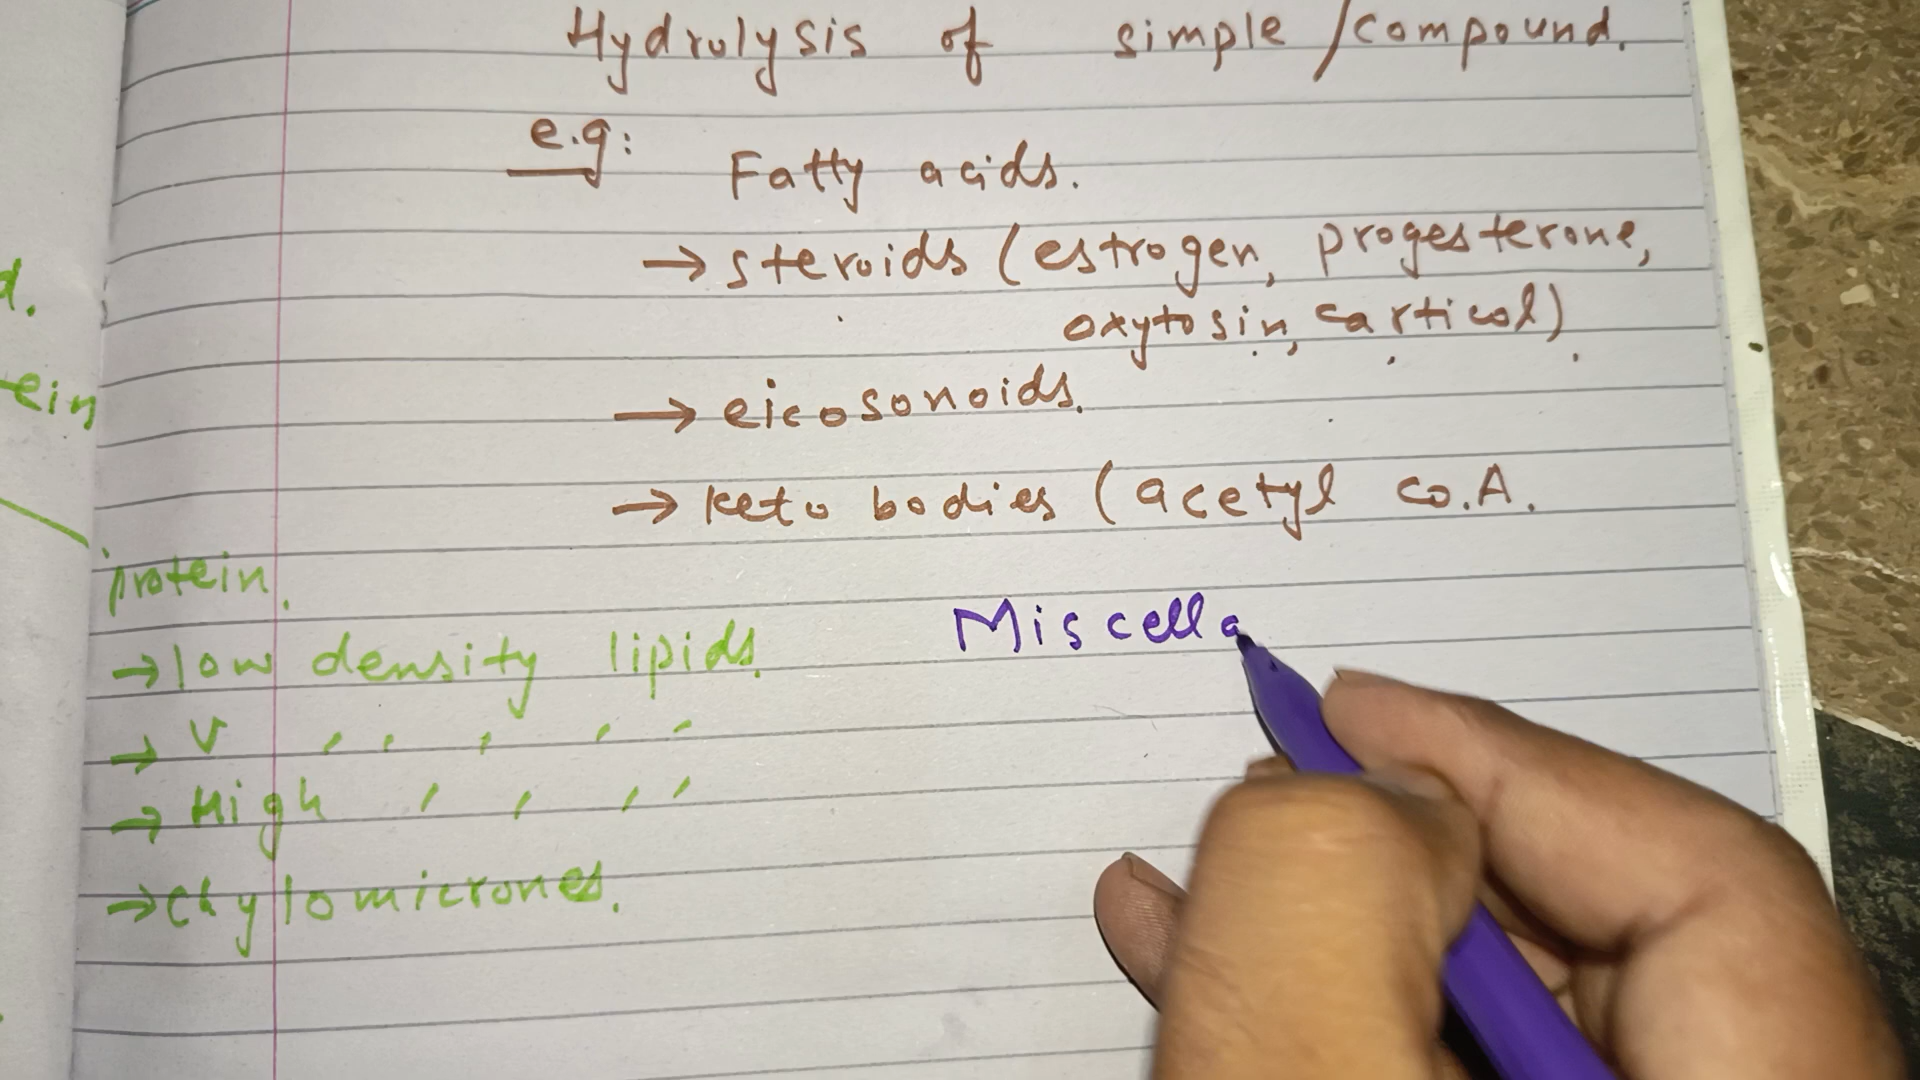 Hydrolysis of simple/compound.
e.g:
Fatty acids.
→ steroids (estrogen, progesterone,
oxytosin, carticol)
→ eicosonoids.
→ keto bodies (acetyl co.A.
d.
ein
protein.
→ low density lipids.
→ V , , , , ,
→ High , , , ,
→ chylomicrones.
Miscella